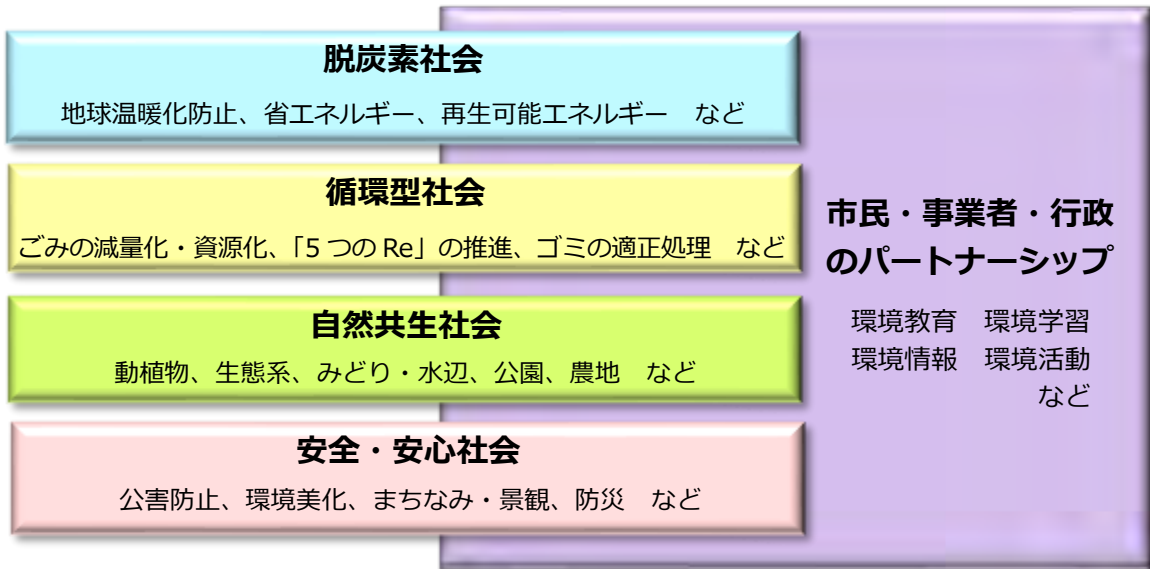 脱炭素社会
地球温暖化防止、省エネルギー、再生可能エネルギー　など
循環型社会
ごみの減量化・資源化、「5つのRe」の推進、ゴミの適正処理　など
自然共生社会
動植物、生態系、みどり・水辺、公園、農地　など
安全・安心社会
公害防止、環境美化、まちなみ・景観、防災　など
市民・事業者・行政
のパートナーシップ
環境教育　環境学習
環境情報　環境活動
など